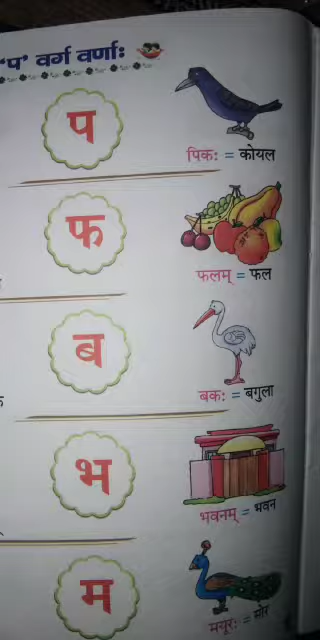 'प' वर्ग वर्णाः
प
पिकः = कोयल
फ
फलम् = फल
ब
बकः = बगुला
भ
भवनम् = भवन
म
मयूरः = मोर